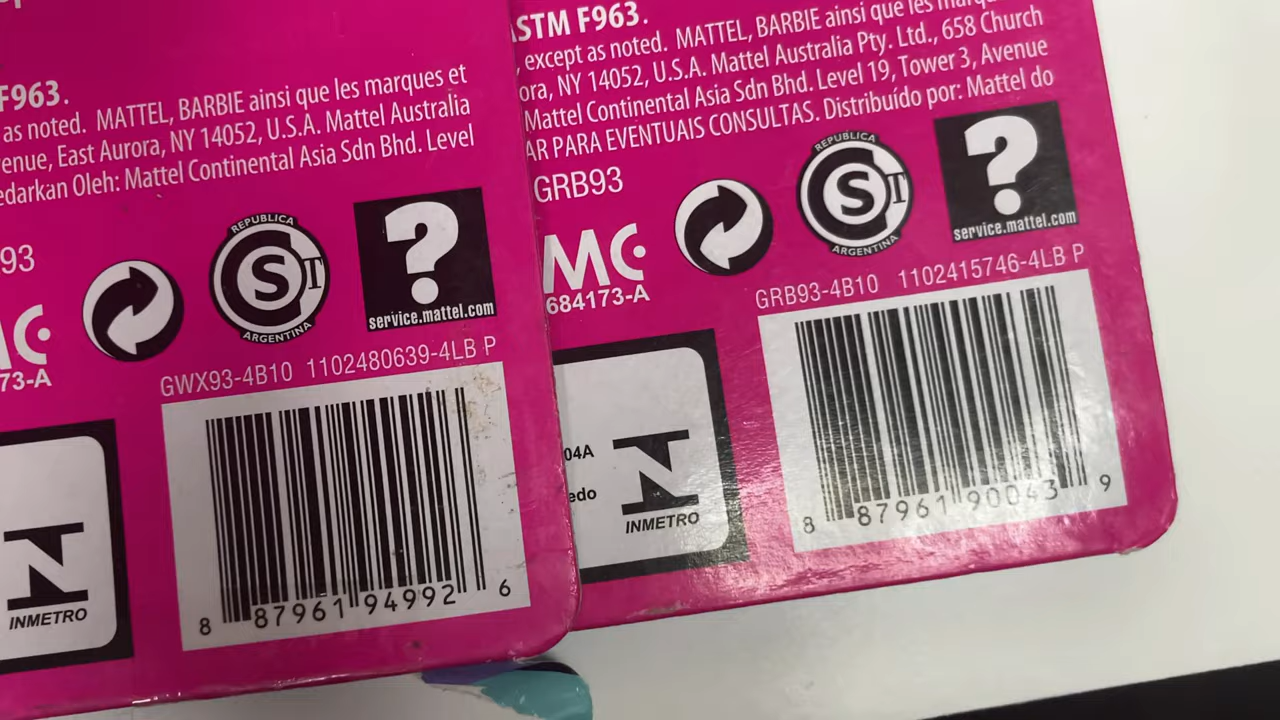 F963.
as noted. MATTEL, BARBIE ainsi que les marques et
enue, East Aurora, NY 14052, U.S.A. Mattel Australia
edarkan Oleh: Mattel Continental Asia Sdn Bhd. Level
93
REPUBLICA
S T
ARGENTINA
?
service.mattel.com
73-A
GWX93-4B10 1102480639-4LB P
INMETRO
8 87961 94992 6
ASTM F963.
, except as noted. MATTEL, BARBIE ainsi que les
ora, NY 14052, U.S.A. Mattel Australia Pty. Ltd., 658 Church
Mattel Continental Asia Sdn Bhd. Level 19, Tower 3, Avenue
AR PARA EVENTUAIS CONSULTAS. Distribuído por: Mattel do
GRB93
REPUBLICA
S T
ARGENTINA
?
service.mattel.com
MC
684173-A
GRB93-4B10 1102415746-4LB P
04A
edo
INMETRO
8 87961 90043 9